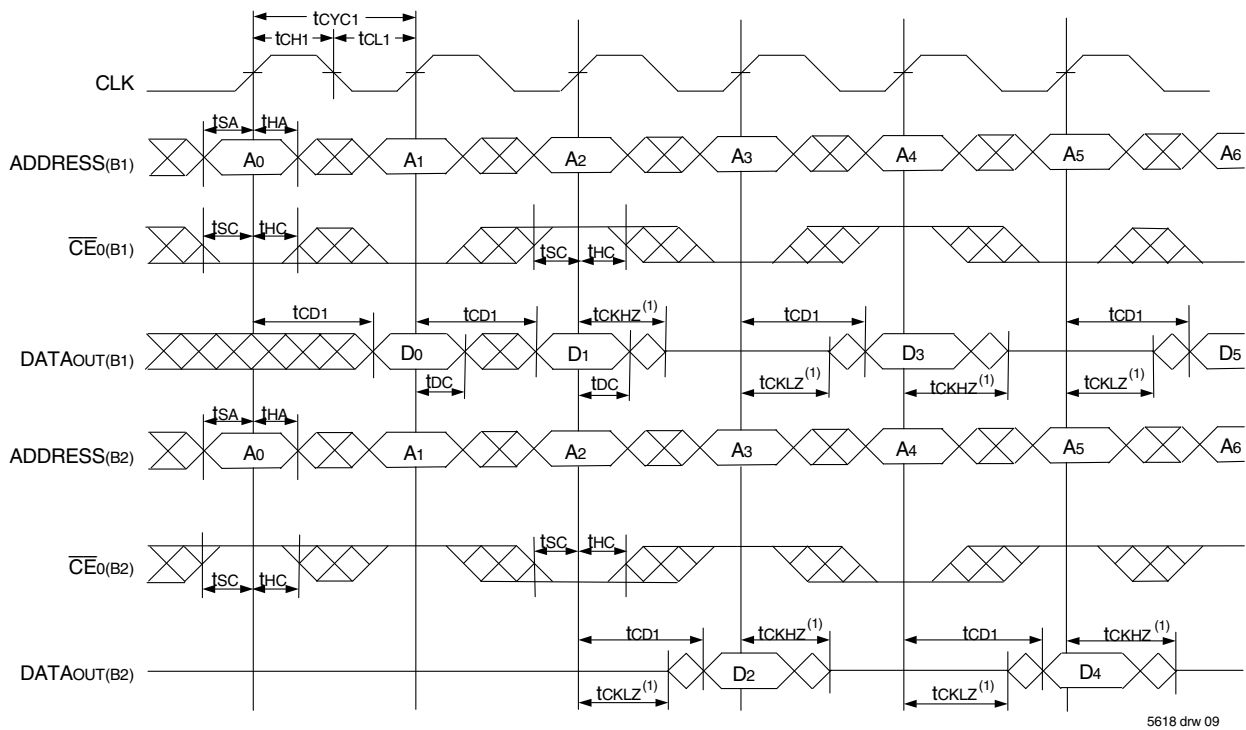 tCYC1
tCH1 tCL1
CLK
tSA tHA
ADDRESS(B1) A0 A1 A2 A3 A4 A5 A6
tSC tHC
CE0(B1)
tSC tHC
tCD1 tCD1 tCKHZ(1) tCD1 tCD1
DATAOUT(B1) D0 D1 D3 D5
tDC tDC tCKLZ(1) tCKHZ(1) tCKLZ(1)
tSA tHA
ADDRESS(B2) A0 A1 A2 A3 A4 A5 A6
tSC tHC
CE0(B2)
tSC tHC
tCD1 tCKHZ(1) tCD1 tCKHZ(1)
DATAOUT(B2) D2 D4
tCKLZ(1) tCKLZ(1)
5618 drw 09